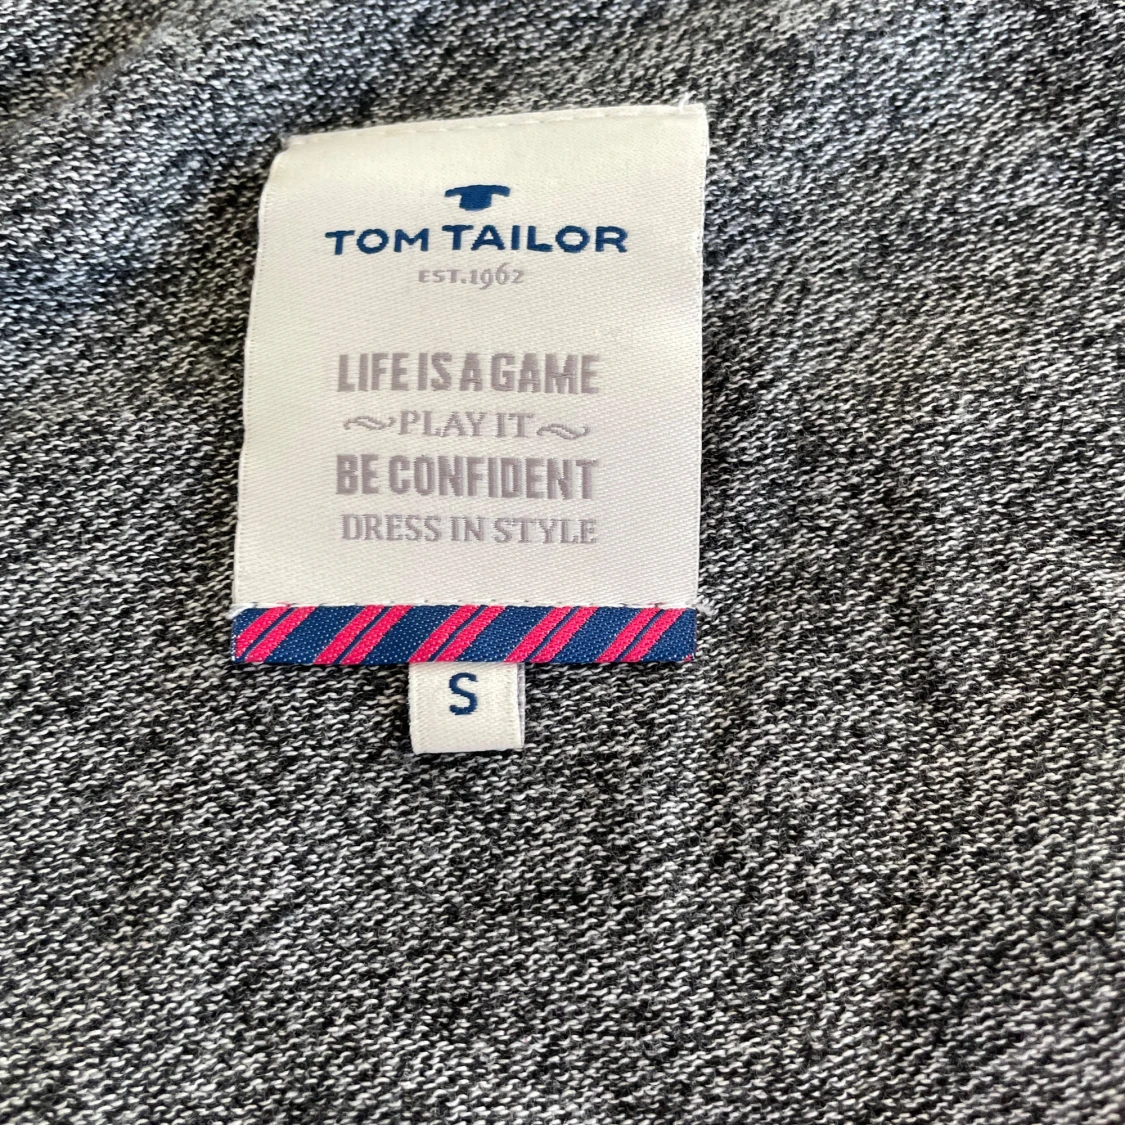 TOM TAILOR
EST.1962
LIFE IS A GAME
PLAY IT
BE CONFIDENT
DRESS IN STYLE
S